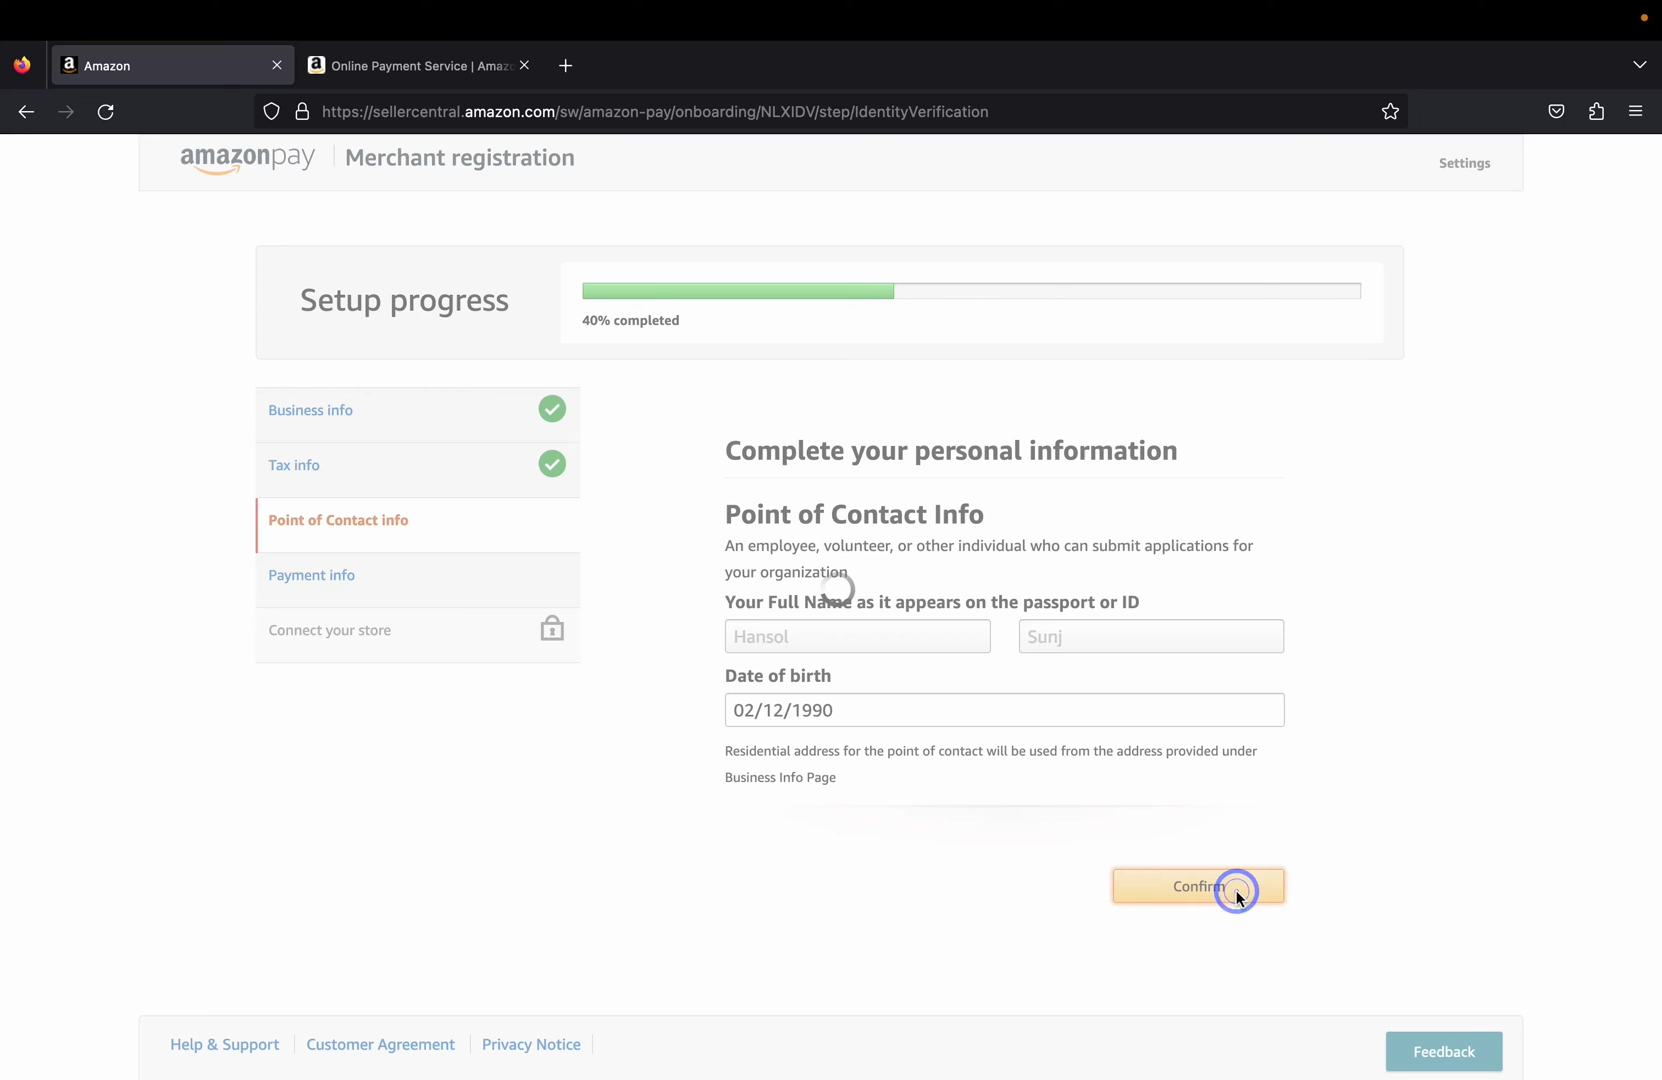 Amazon
Online Payment Service | Amaz
https://sellercentral.amazon.com/sw/amazon-pay/onboarding/NLXIDV/step/IdentityVerification
amazon pay
Merchant registration
Settings
Setup progress
40% completed
Business info
Tax info
Point of Contact info
Payment info
Connect your store
Complete your personal information
Point of Contact Info
An employee, volunteer, or other individual who can submit applications for
your organization
Your Full Name as it appears on the passport or ID
Hansol
Sunj
Date of birth
02/12/1990
Residential address for the point of contact will be used from the address provided under
Business Info Page
Confirm
Help & Support
Customer Agreement
Privacy Notice
Feedback